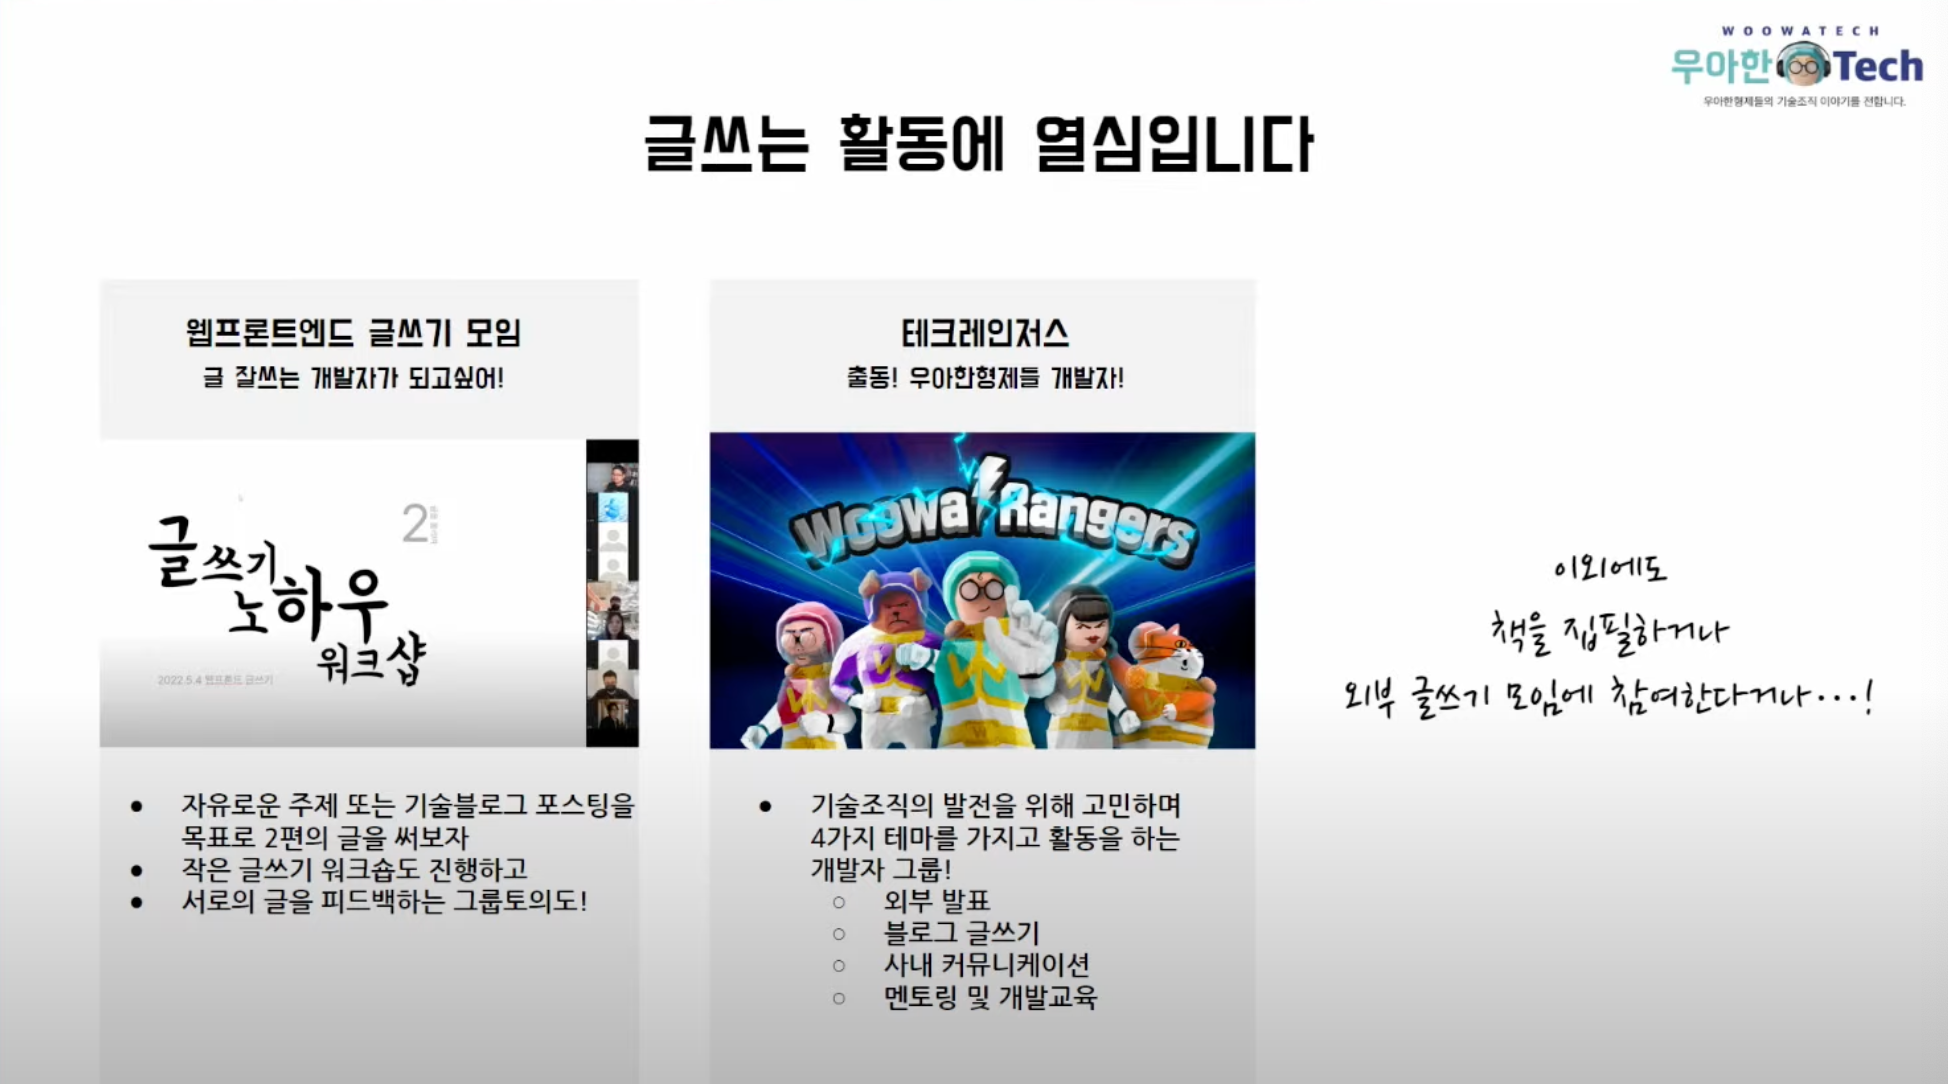 WOOWATECH
우아한Tech
우아한형제들의 기술조직 이야기를 전합니다.
글쓰는 활동에 열심입니다
웹프론트엔드 글쓰기 모임
글 잘쓰는 개발자가 되고싶어!
2
글쓰기
노하우
워크샵
2022.5.4 웹프론트 글쓰기
● 자유로운 주제 또는 기술블로그 포스팅을
목표로 2편의 글을 써보자
● 작은 글쓰기 워크숍도 진행하고
● 서로의 글을 피드백하는 그룹토의도!
테크레인저스
출동! 우아한형제들 개발자!
Woowa Rangers
● 기술조직의 발전을 위해 고민하며
4가지 테마를 가지고 활동을 하는
개발자 그룹!
○ 외부 발표
○ 블로그 글쓰기
○ 사내 커뮤니케이션
○ 멘토링 및 개발교육
이외에도
책을 집필하거나
외부 글쓰기 모임에 참여한다거나...!